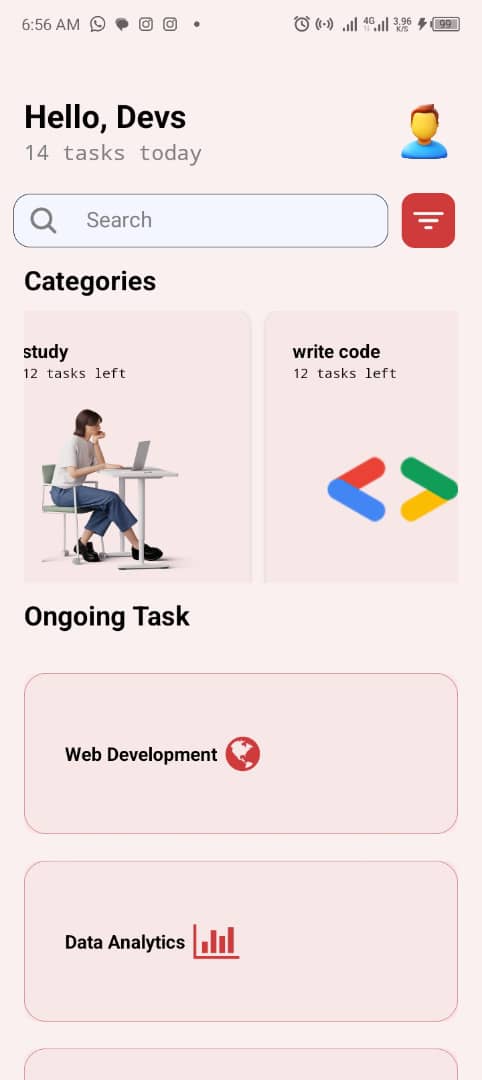 6:56 AM 4G 3.96 K/S 99
Hello, Devs
14 tasks today
Search
Categories
study write code
12 tasks left 12 tasks left
Ongoing Task
Web Development
Data Analytics